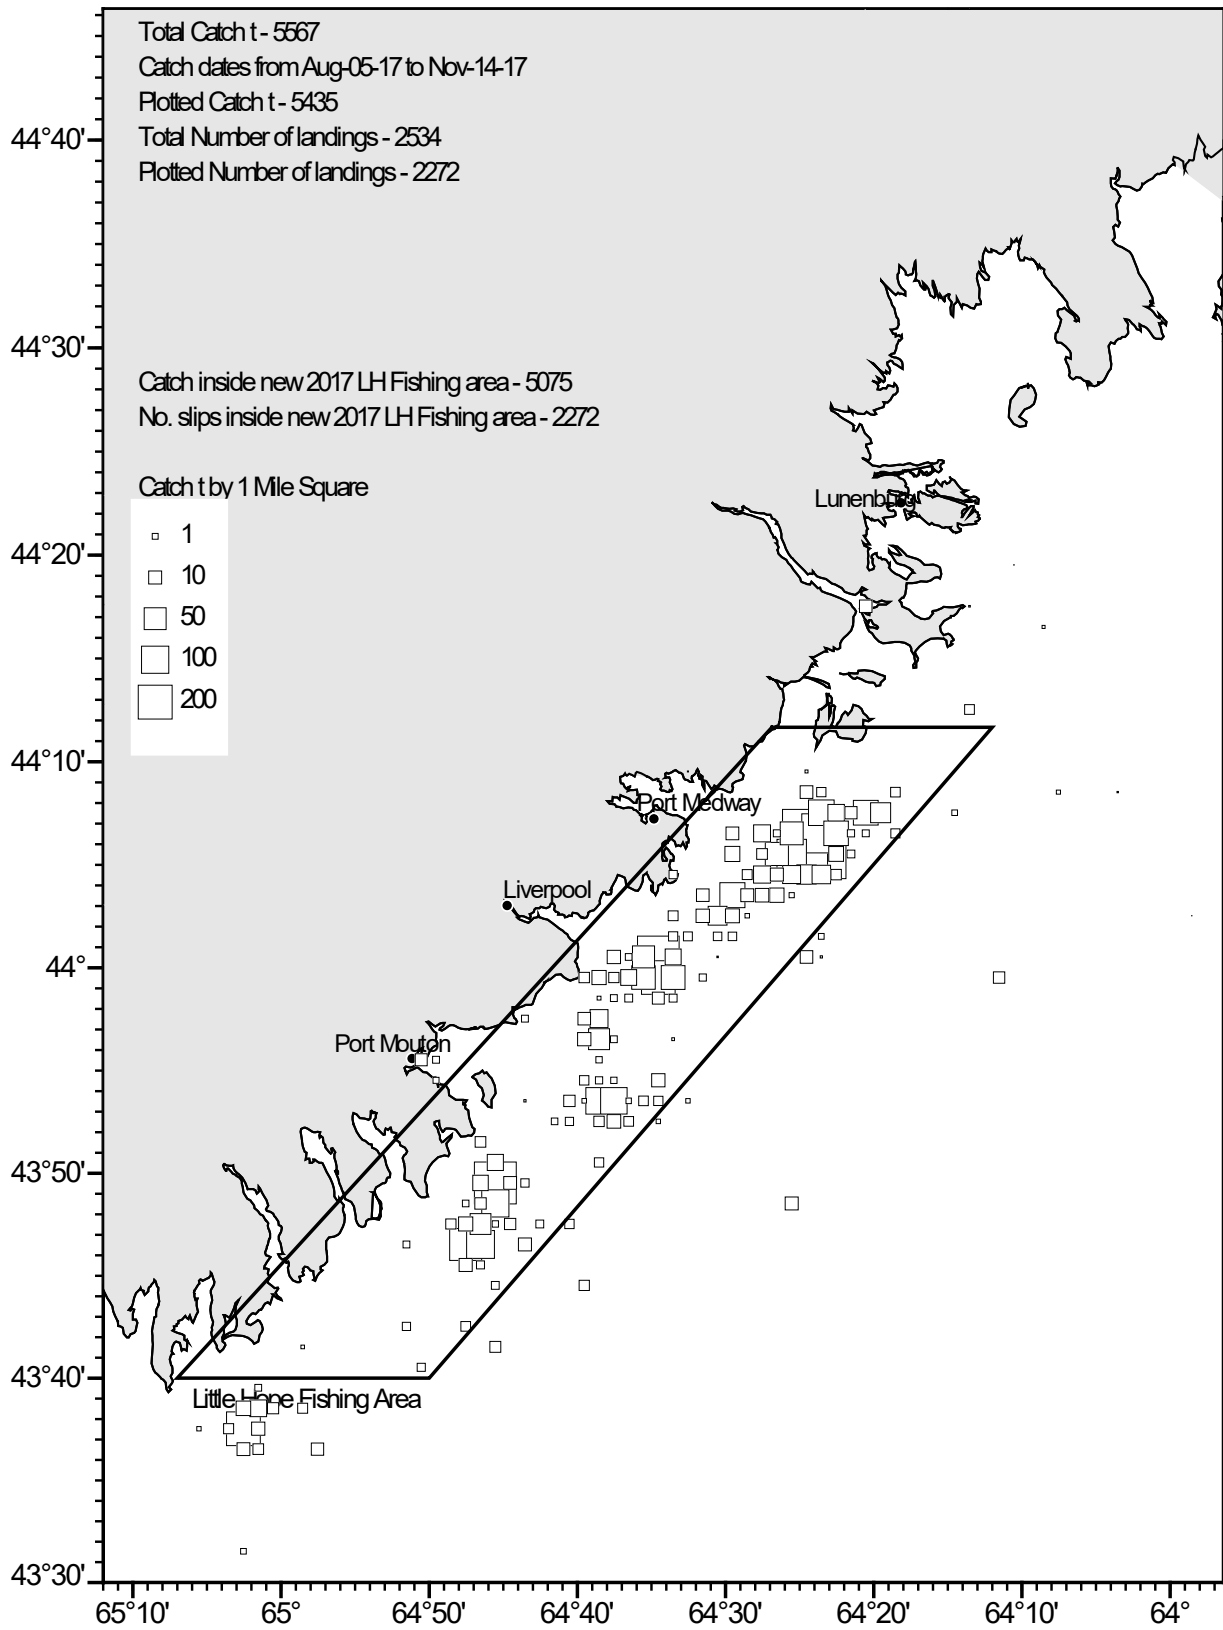 Total Catch t - 5567
Catch dates from Aug-05-17 to Nov-14-17
Plotted Catch t - 5435
Total Number of landings - 2534
Plotted Number of landings - 2272
44°40'
44°30'
Catch inside new 2017 LH Fishing area - 5075
No. slips inside new 2017 LH Fishing area - 2272
Catch t by 1 Mile Square
1
10
50
100
200
Lunenburg
44°20'
44°10'
Port Medway
Liverpool
44°
Port Mouton
43°50'
43°40'
Little Hope Fishing Area
43°30'
65°10' 65° 64°50' 64°40' 64°30' 64°20' 64°10' 64°